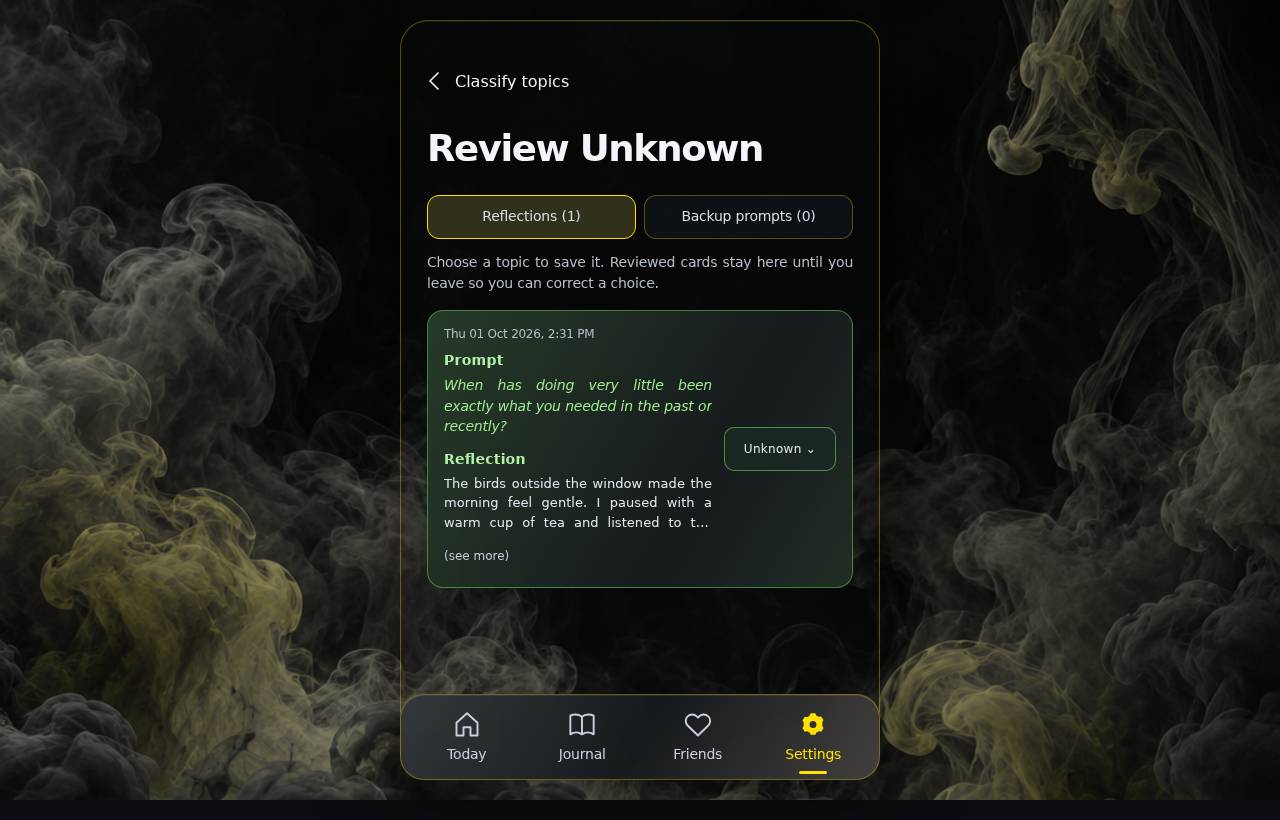 Classify topics
Review Unknown
Reflections (1)
Backup prompts (0)
Choose a topic to save it. Reviewed cards stay here until you
leave so you can correct a choice.
Thu 01 Oct 2026, 2:31 PM
Prompt
When has doing very little been
exactly what you needed in the past or
recently?
Reflection
The birds outside the window made the
morning feel gentle. I paused with a
warm cup of tea and listened to t…
(see more)
Unknown ⌄
Today
Journal
Friends
Settings